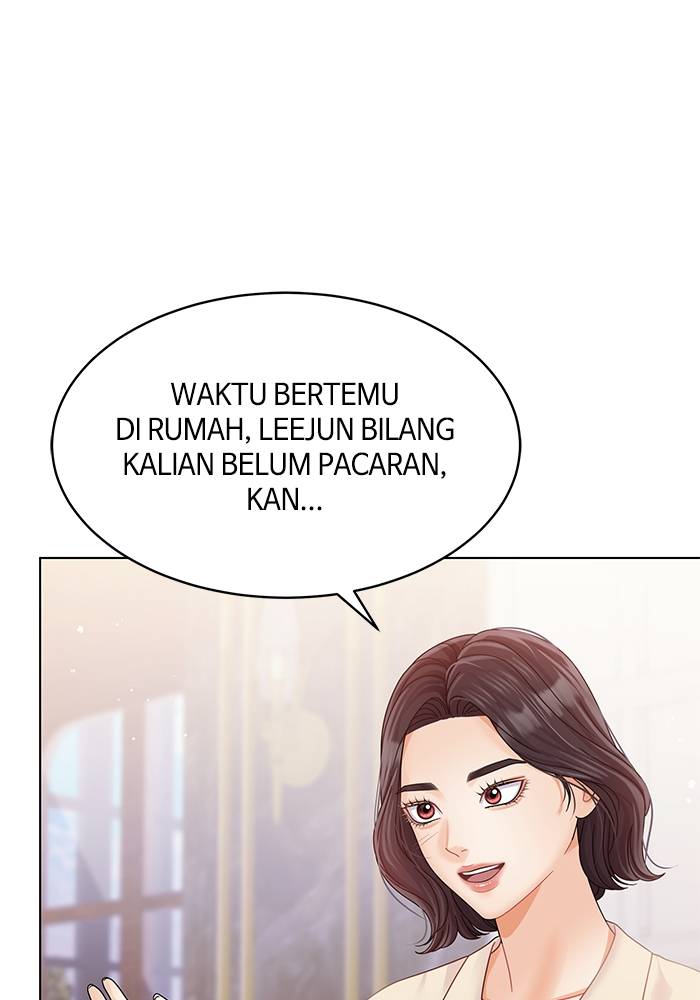 WAKTU BERTEMU
DI RUMAH, LEEJUN BILANG
KALIAN BELUM PACARAN,
KAN...